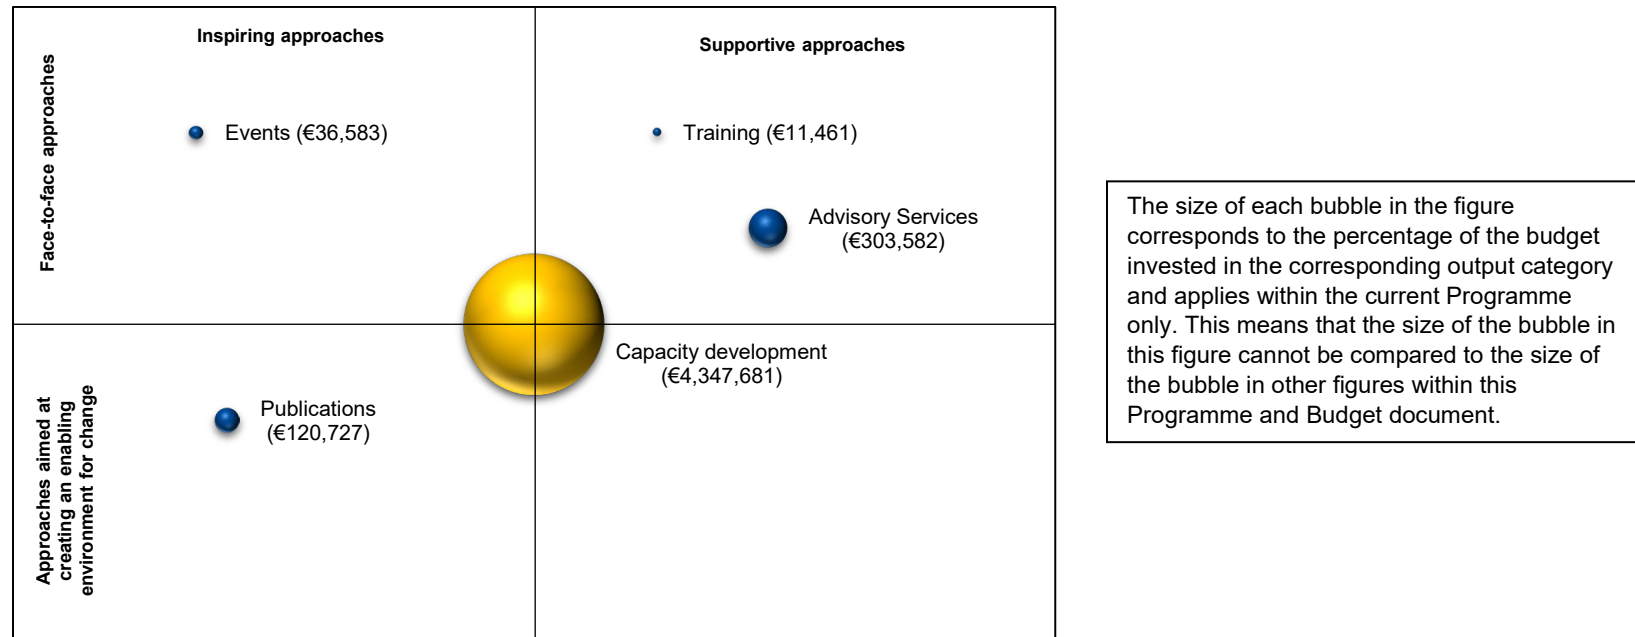 Inspiring approaches
Supportive approaches
Face-to-face approaches
Events (€36,583)
Training (€11,461)
Advisory Services
(€303,582)
Capacity development
(€4,347,681)
Approaches aimed at
creating an enabling
environment for change
Publications
(€120,727)
The size of each bubble in the figure
corresponds to the percentage of the budget
invested in the corresponding output category
and applies within the current Programme
only. This means that the size of the bubble in
this figure cannot be compared to the size of
the bubble in other figures within this
Programme and Budget document.